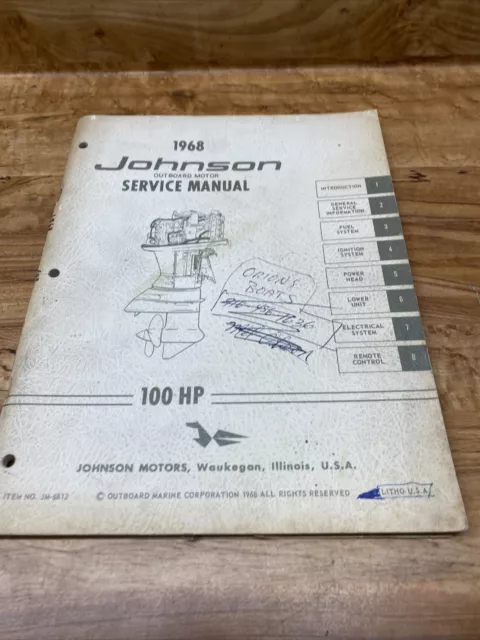 1968
Johnson
OUTBOARD MOTOR
SERVICE MANUAL
INTRODUCTION 1
GENERAL SERVICE INFORMATION 2
FUEL SYSTEM 3
IGNITION SYSTEM 4
POWER HEAD 5
LOWER UNIT 6
ELECTRICAL SYSTEM 7
REMOTE CONTROL 8
ORION'S
BOATS
100 HP
JOHNSON MOTORS, Waukegan, Illinois, U.S.A.
ITEM NO. JM-6812
© OUTBOARD MARINE CORPORATION 1968 ALL RIGHTS RESERVED
LITHO U.S.A.